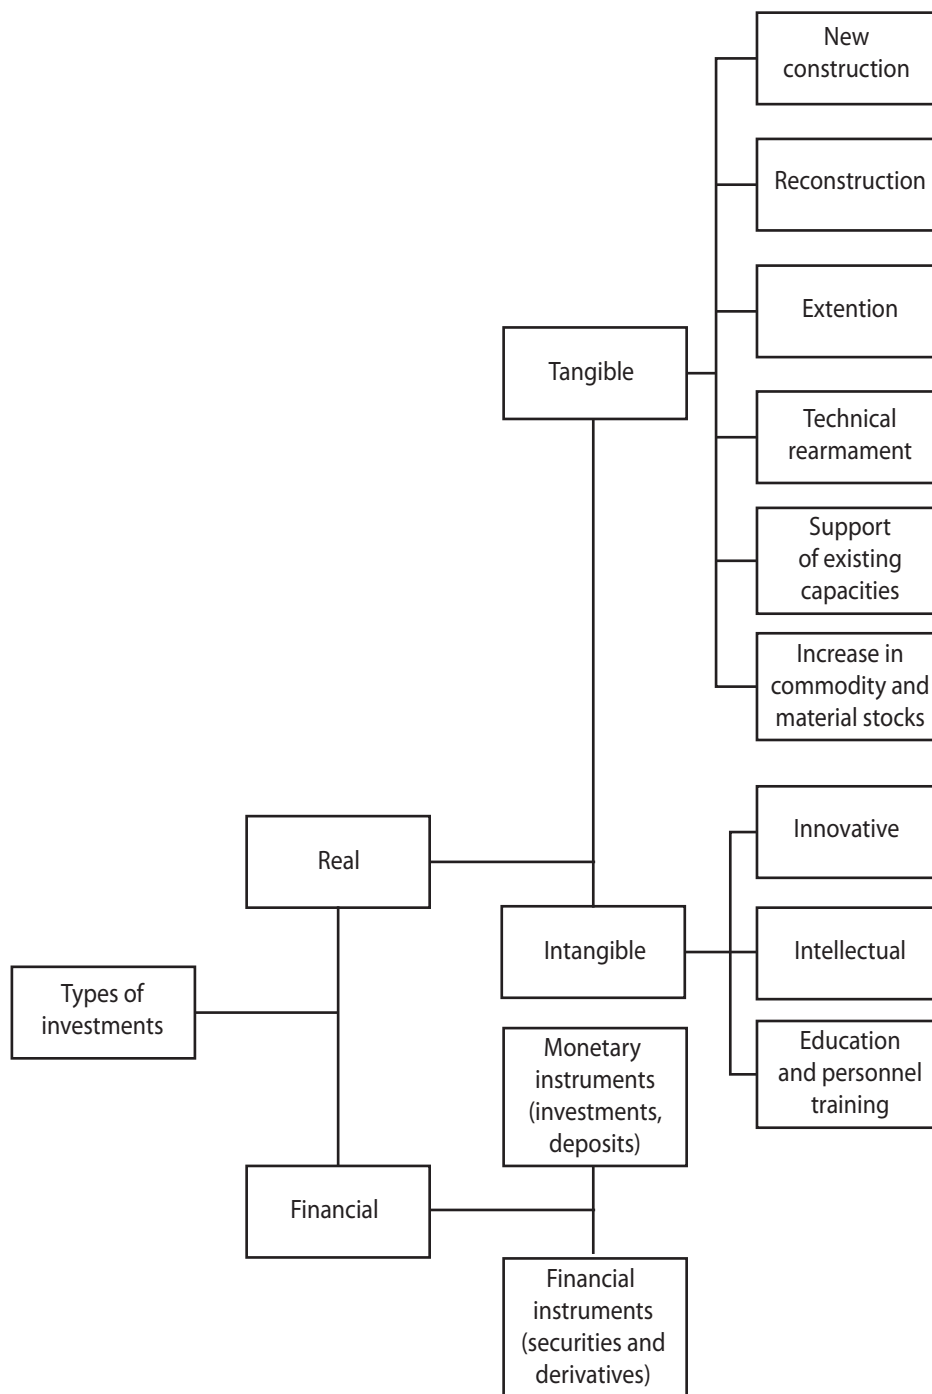 New
construction
Reconstruction
Extention
Tangible
Technical
rearmament
Support
of existing
capacities
Increase in
commodity and
material stocks
Innovative
Real
Intangible
Intellectual
Types of
investments
Education
and personnel
training
Monetary
instruments
(investments,
deposits)
Financial
Financial
instruments
(securities and
derivatives)